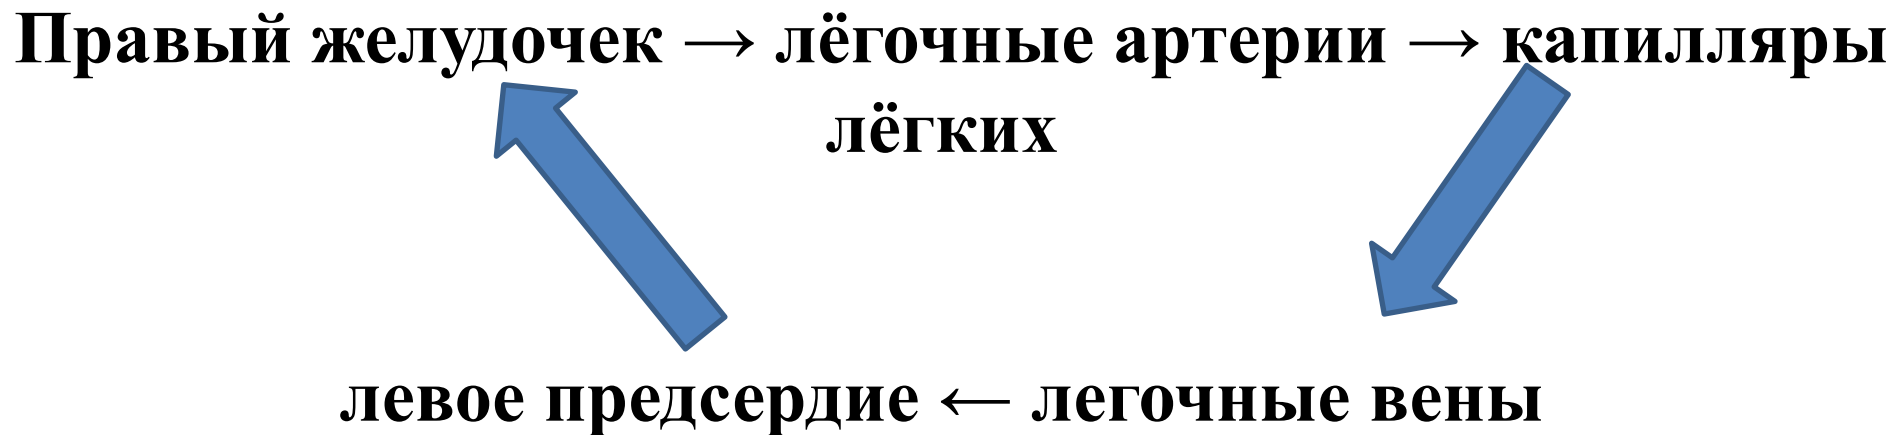 Правый желудочек → лёгочные артерии → капилляры
лёгких
левое предсердие ← легочные вены